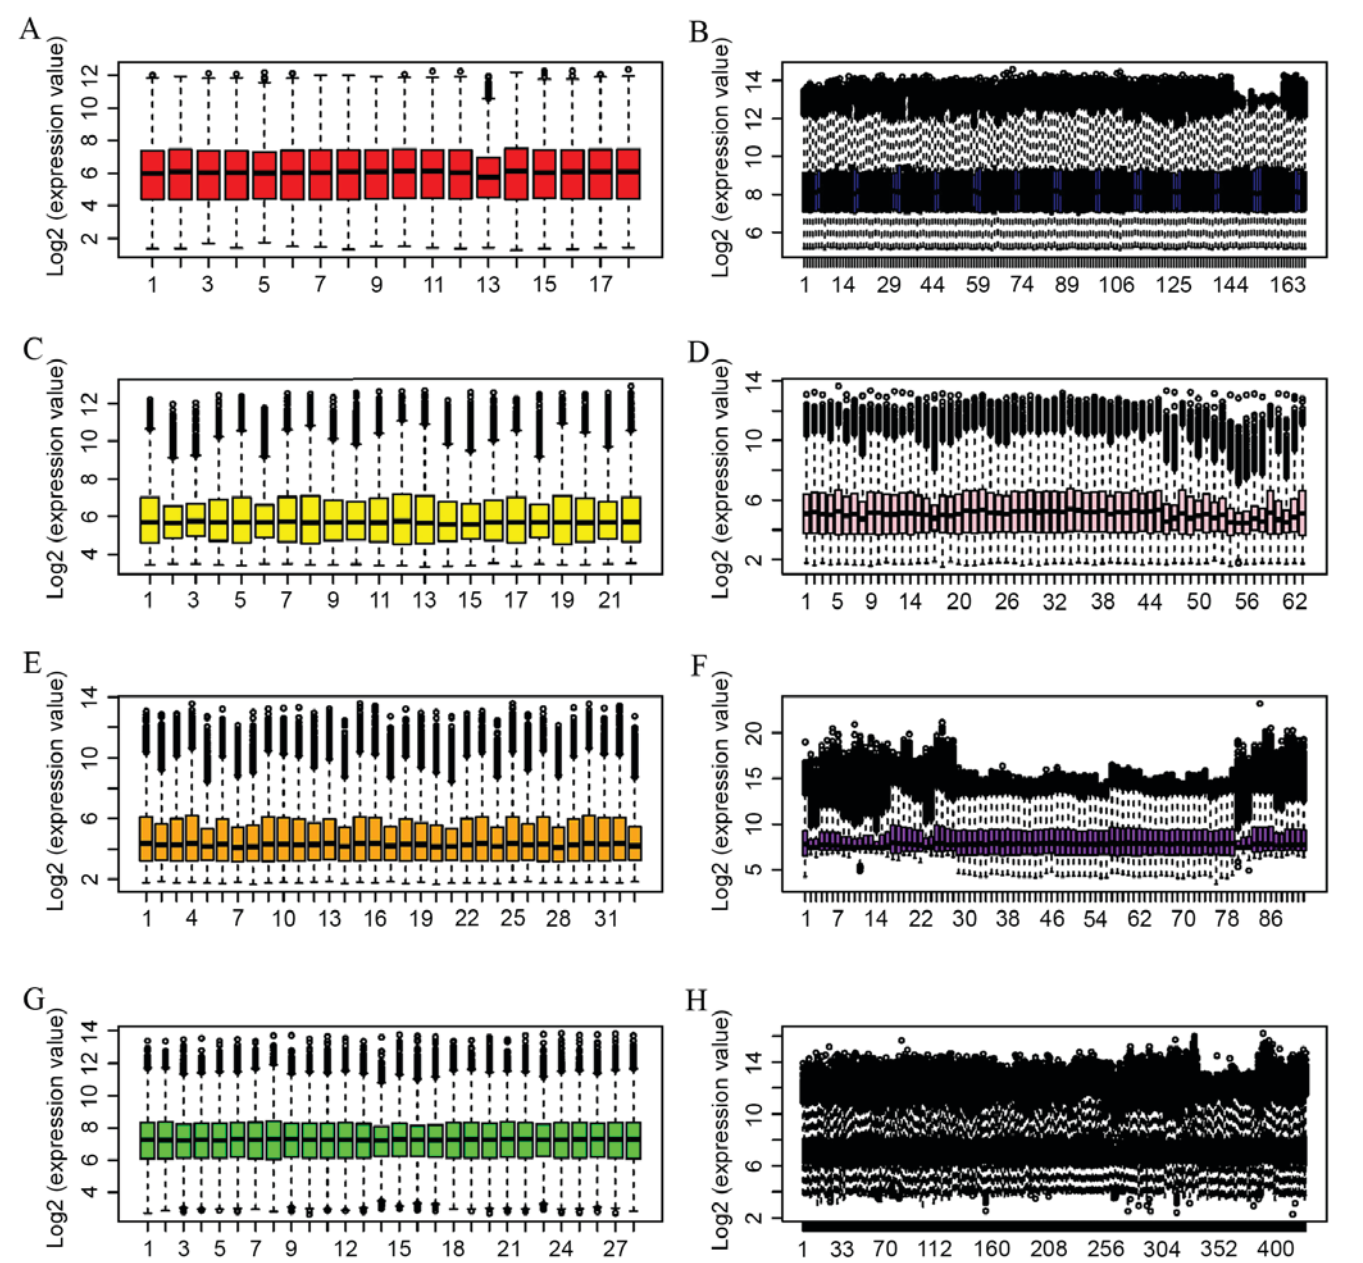 A
Log2 (expression value)
12
10
8
6
4
2
1 3 5 7 9 11 13 15 17
B
Log2 (expression value)
14
12
10
8
6
1 14 29 44 59 74 89 106 125 144 163
C
Log2 (expression value)
12
10
8
6
4
1 3 5 7 9 11 13 15 17 19 21
D
Log2 (expression value)
14
10
6
2
1 5 9 14 20 26 32 38 44 50 56 62
E
Log2 (expression value)
14
10
6
2
1 4 7 10 13 16 19 22 25 28 31
F
Log2 (expression value)
20
15
10
5
1 7 14 22 30 38 46 54 62 70 78 86
G
Log2 (expression value)
14
12
10
8
6
4
1 3 5 7 9 12 15 18 21 24 27
H
Log2 (expression value)
14
10
6
2
1 33 70 112 160 208 256 304 352 400